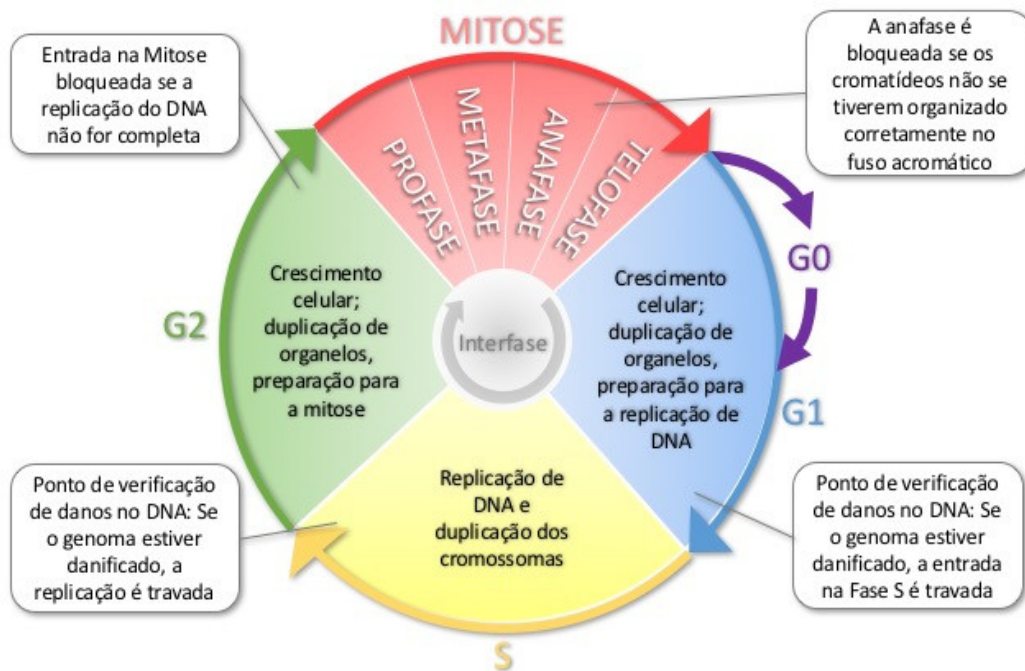 MITOSE
Entrada na Mitose
bloqueada se a
replicação do DNA
não for completa
A anafase é
bloqueada se os
cromatídeos não se
tiverem organizado
corretamente no
fuso acromático
PROFASE
METAFASE
ANAFASE
TELOFASE
G0
G2
Crescimento
celular;
duplicação de
organelos,
preparação para
a mitose
Interfase
Crescimento
celular;
duplicação de
organelos,
preparação para
a replicação de
DNA
G1
Ponto de verificação
de danos no DNA: Se
o genoma estiver
danificado, a
replicação é travada
Replicação de
DNA e
duplicação dos
cromossomas
Ponto de verificação
de danos no DNA: Se
o genoma estiver
danificado, a entrada
na Fase S é travada
S